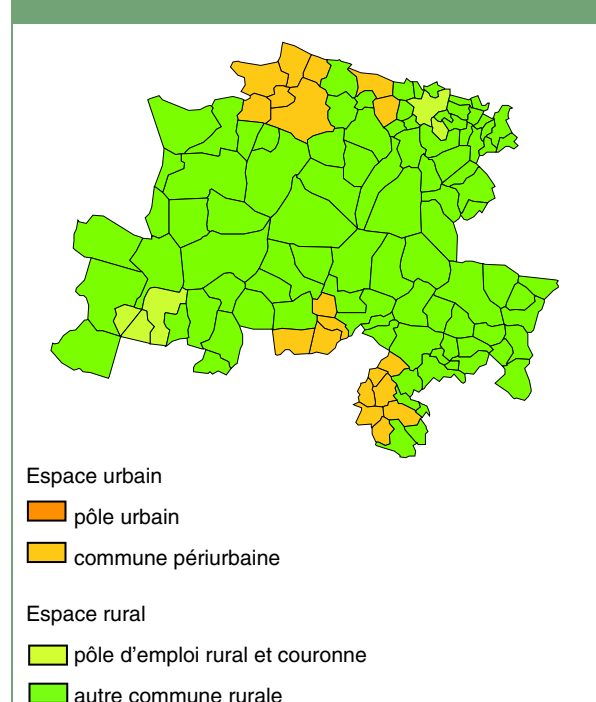 Espace urbain
pôle urbain
commune périurbaine
Espace rural
pôle d'emploi rural et couronne
autre commune rurale